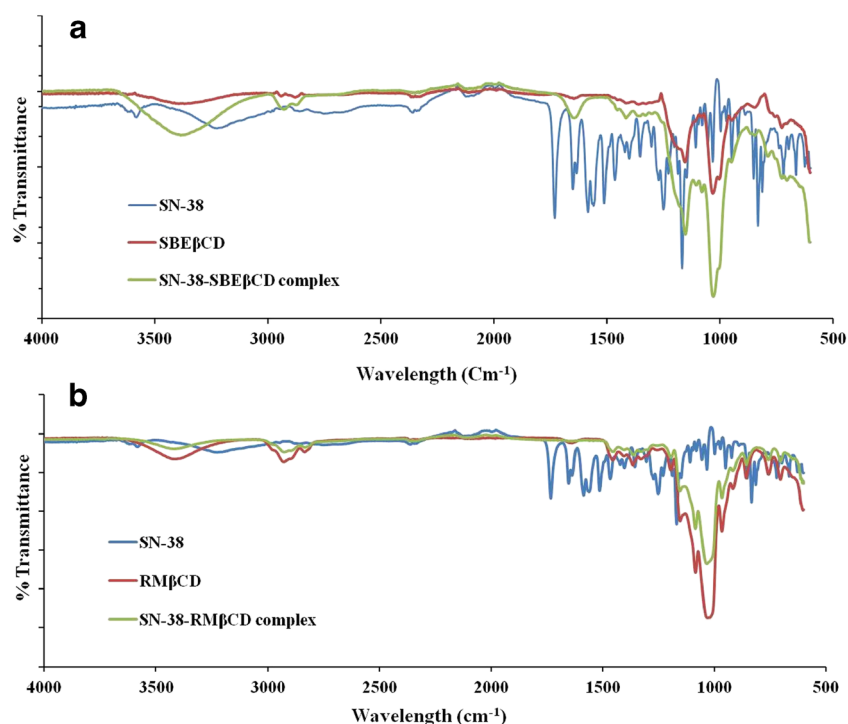 a
% Transmittance
SN-38
SBEβCD
SN-38-SBEβCD complex
4000 3500 3000 2500 2000 1500 1000 500
Wavelength (Cm-1)
b
% Transmittance
SN-38
RMβCD
SN-38-RMβCD complex
4000 3500 3000 2500 2000 1500 1000 500
Wavelength (cm-1)